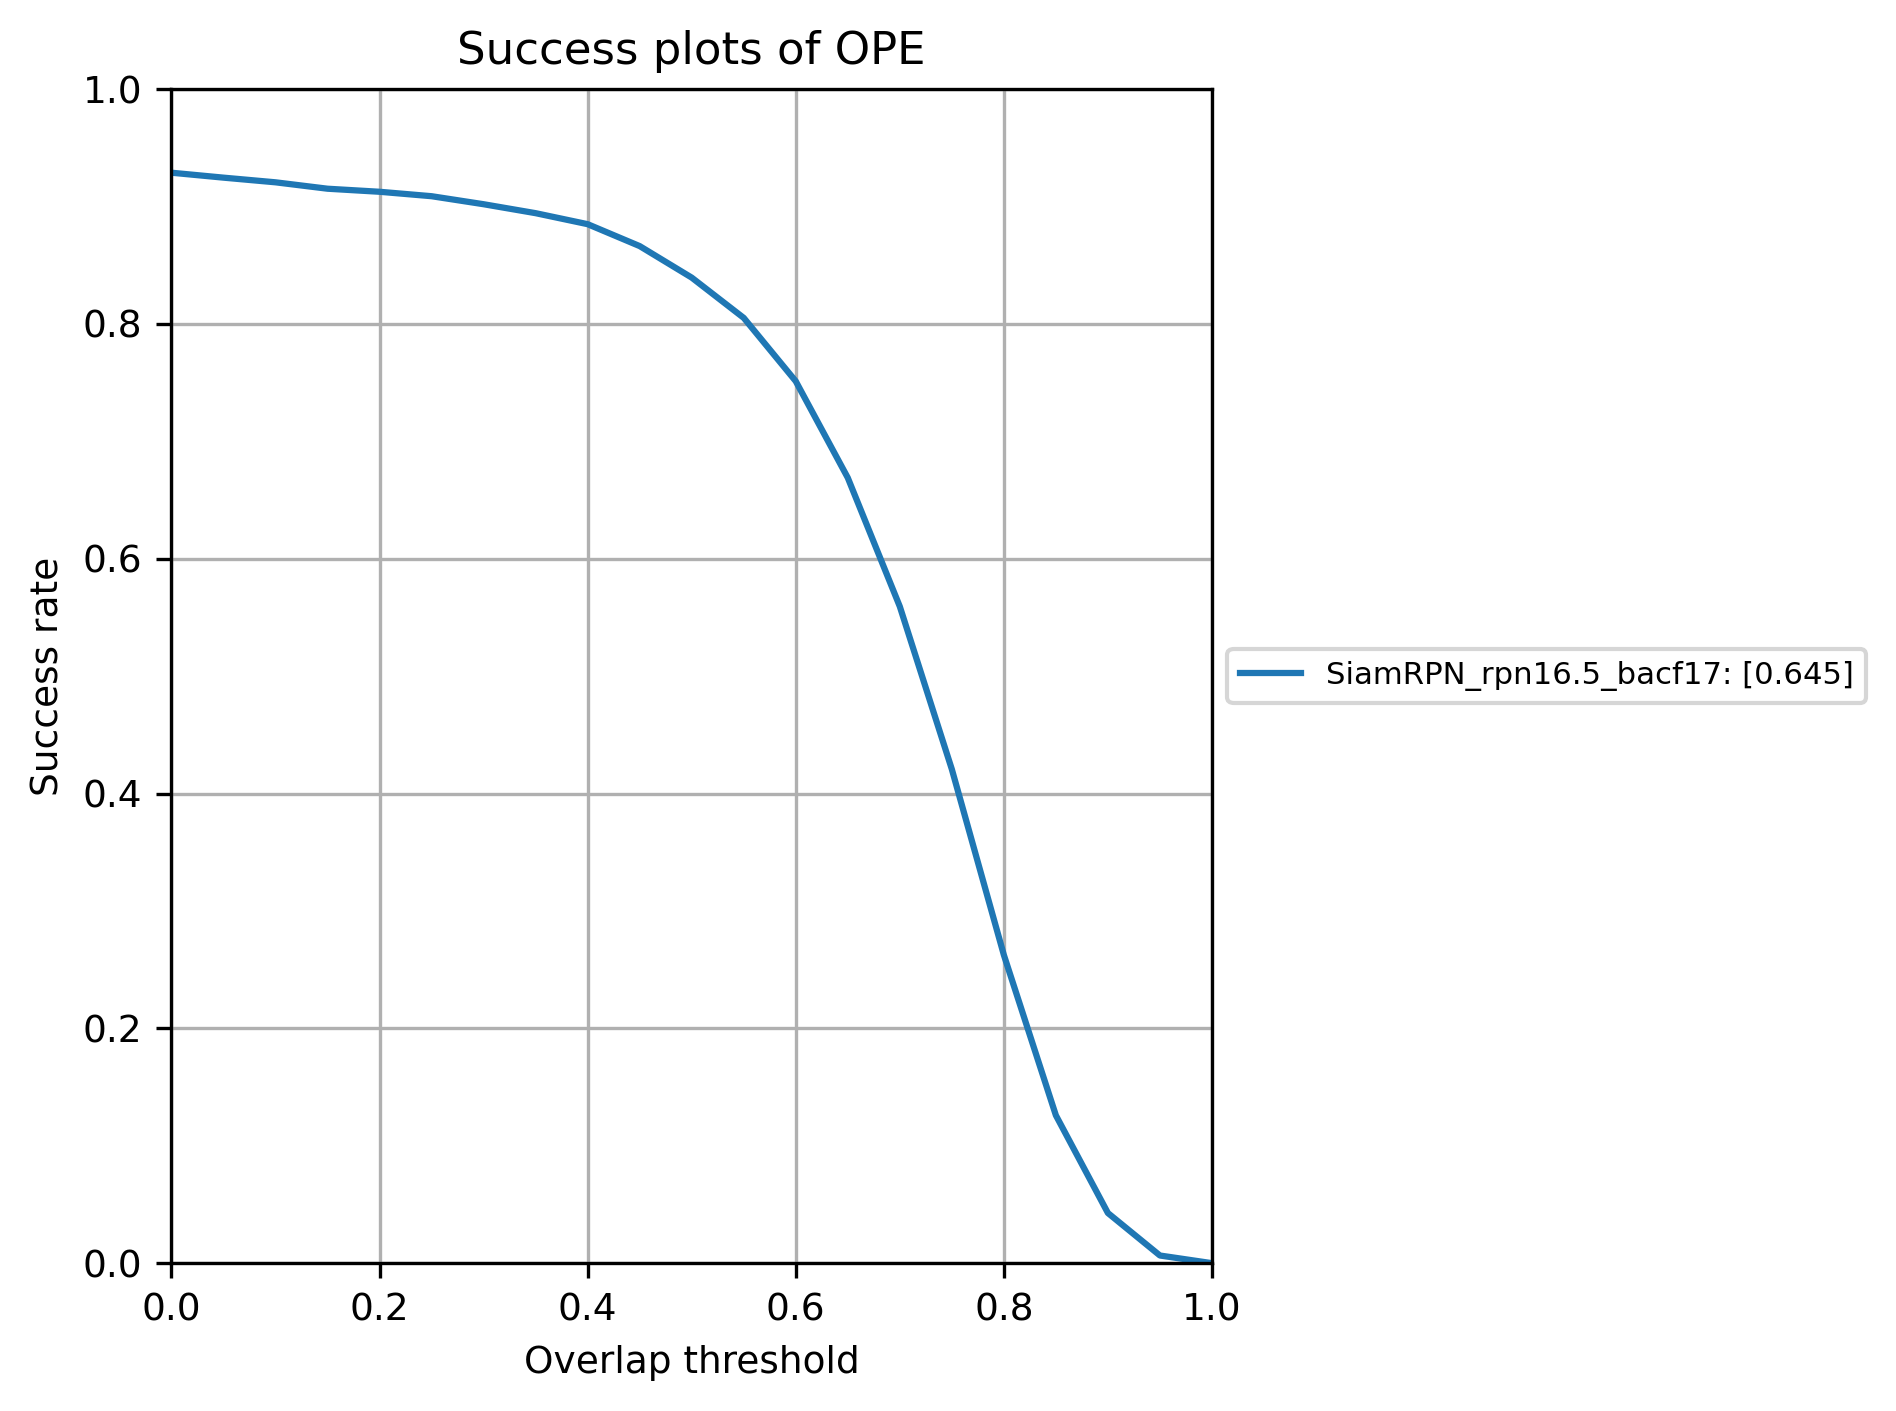 Success plots of OPE
1.0
0.8
0.6
0.4
0.2
0.0
Success rate
0.0 0.2 0.4 0.6 0.8 1.0
Overlap threshold
SiamRPN_rpn16.5_bacf17: [0.645]